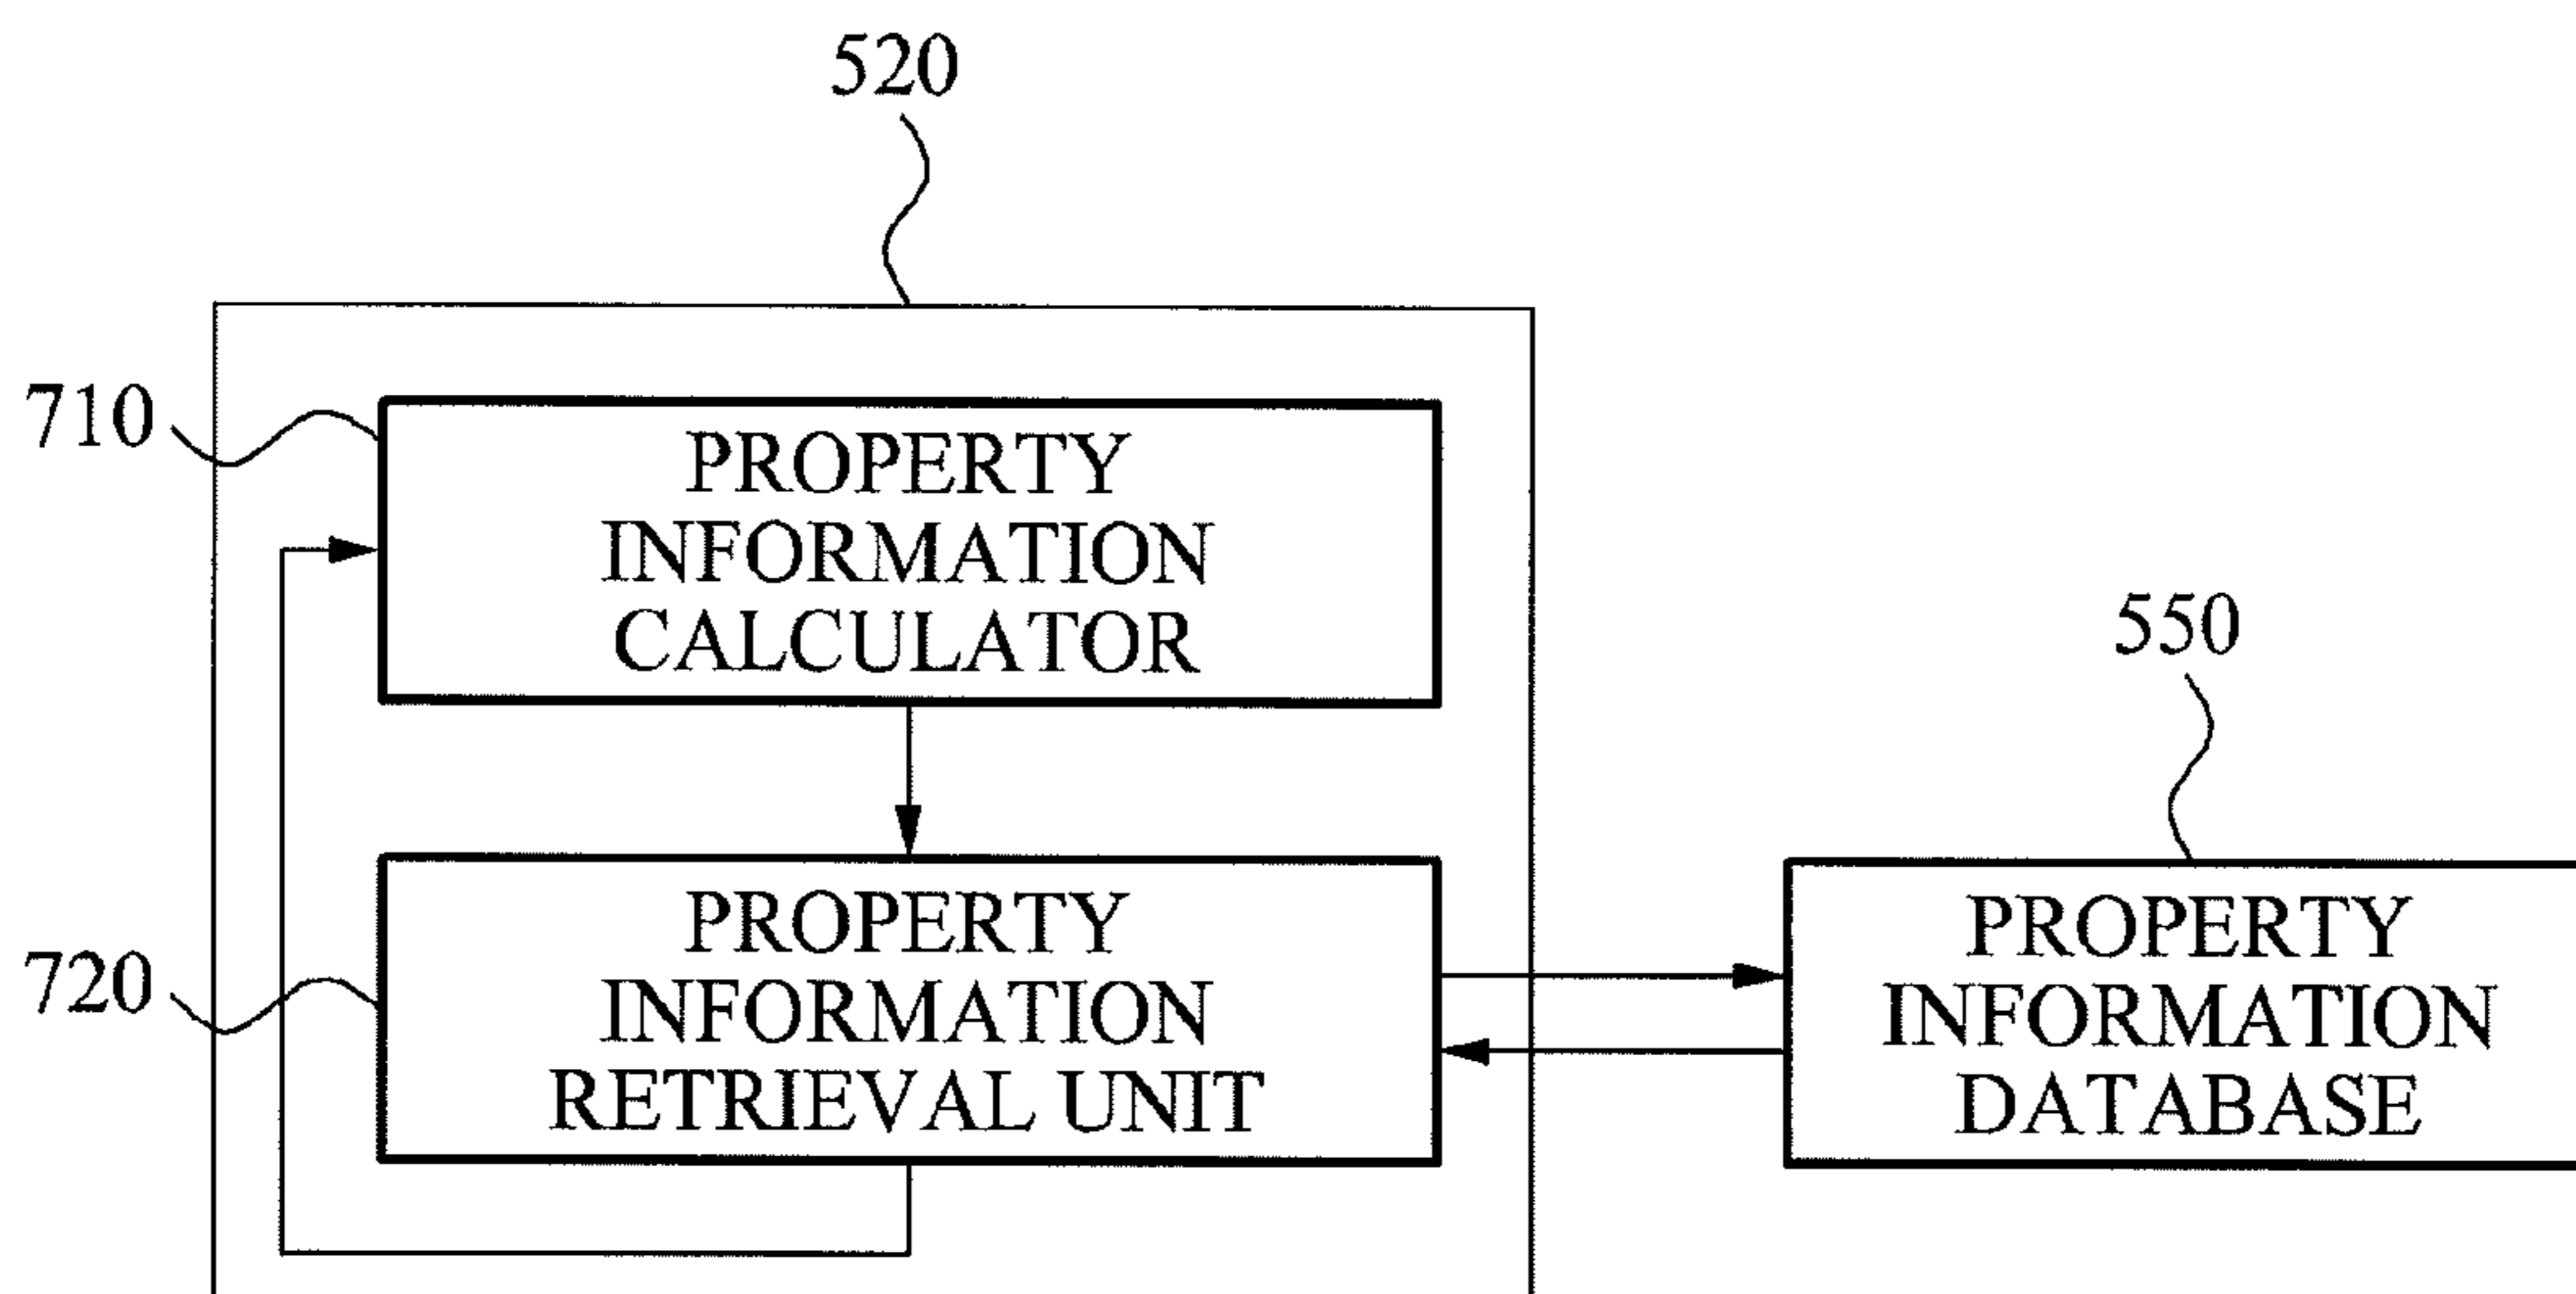 520
710
PROPERTY
INFORMATION
CALCULATOR
550
720
PROPERTY
INFORMATION
RETRIEVAL UNIT
PROPERTY
INFORMATION
DATABASE